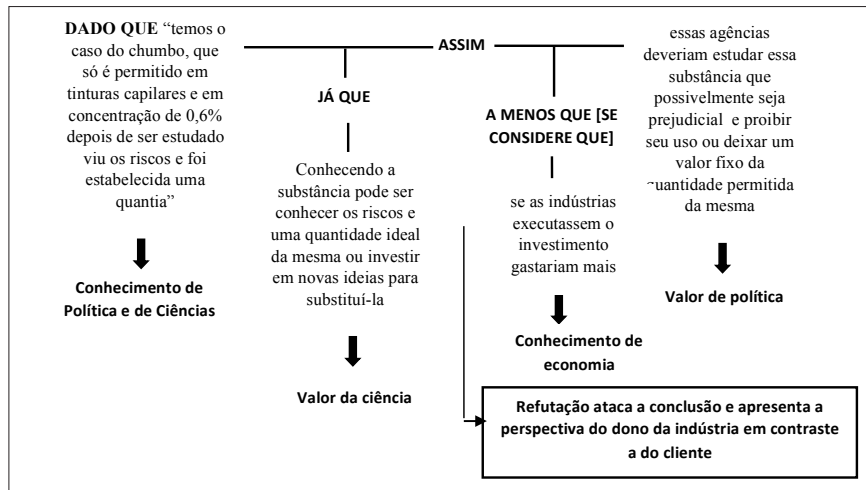 DADO QUE “temos o
caso do chumbo, que
só é permitido em
tinturas capilares e em
concentração de 0,6%
depois de ser estudado
viu os riscos e foi
estabelecida uma
quantia”
Conhecimento de
Política e de Ciências
JÁ QUE
Conhecendo a
substância pode ser
conhecer os riscos e
uma quantidade ideal
da mesma ou investir
em novas ideias para
substituí-la
Valor da ciência
ASSIM
A MENOS QUE [SE
CONSIDERE QUE]
se as indústrias
executassem o
investimento
gastariam mais
Conhecimento de
economia
essas agências
deveriam estudar essa
substância que
possivelmente seja
prejudicial e proibir
seu uso ou deixar um
valor fixo da
quantidade permitida
da mesma
Valor de política
Refutação ataca a conclusão e apresenta a
perspectiva do dono da indústria em contraste
a do cliente